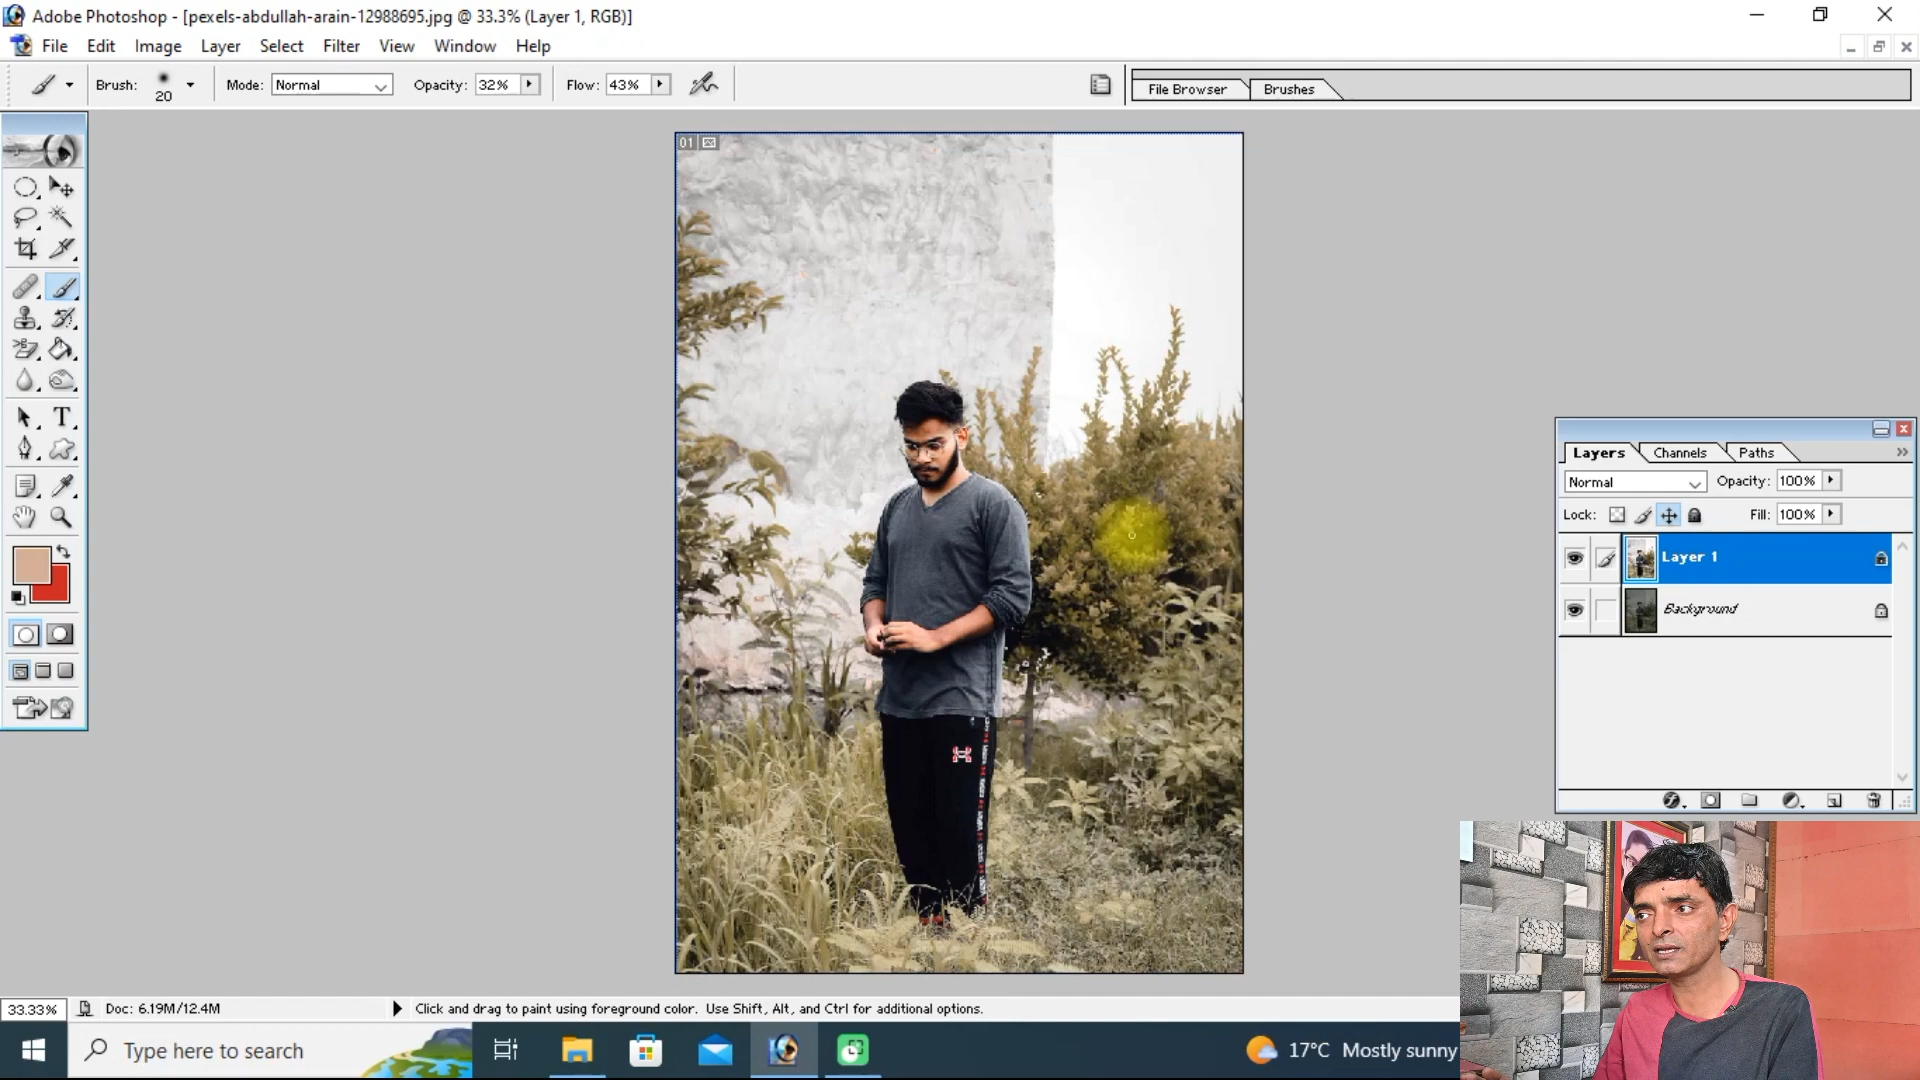 Adobe Photoshop - [pexels-abdullah-arain-12988695.jpg @ 33.3% (Layer 1, RGB)]
File Edit Image Layer Select Filter View Window Help
Brush: 20 Mode: Normal Opacity: 32% Flow: 43% File Browser Brushes
01
Layers Channels Paths
Normal Opacity: 100%
Lock: Fill: 100%
Layer 1
Background
T
33.33% Doc: 6.19M/12.4M Click and drag to paint using foreground color. Use Shift, Alt, and Ctrl for additional options.
Type here to search 17°C Mostly sunny